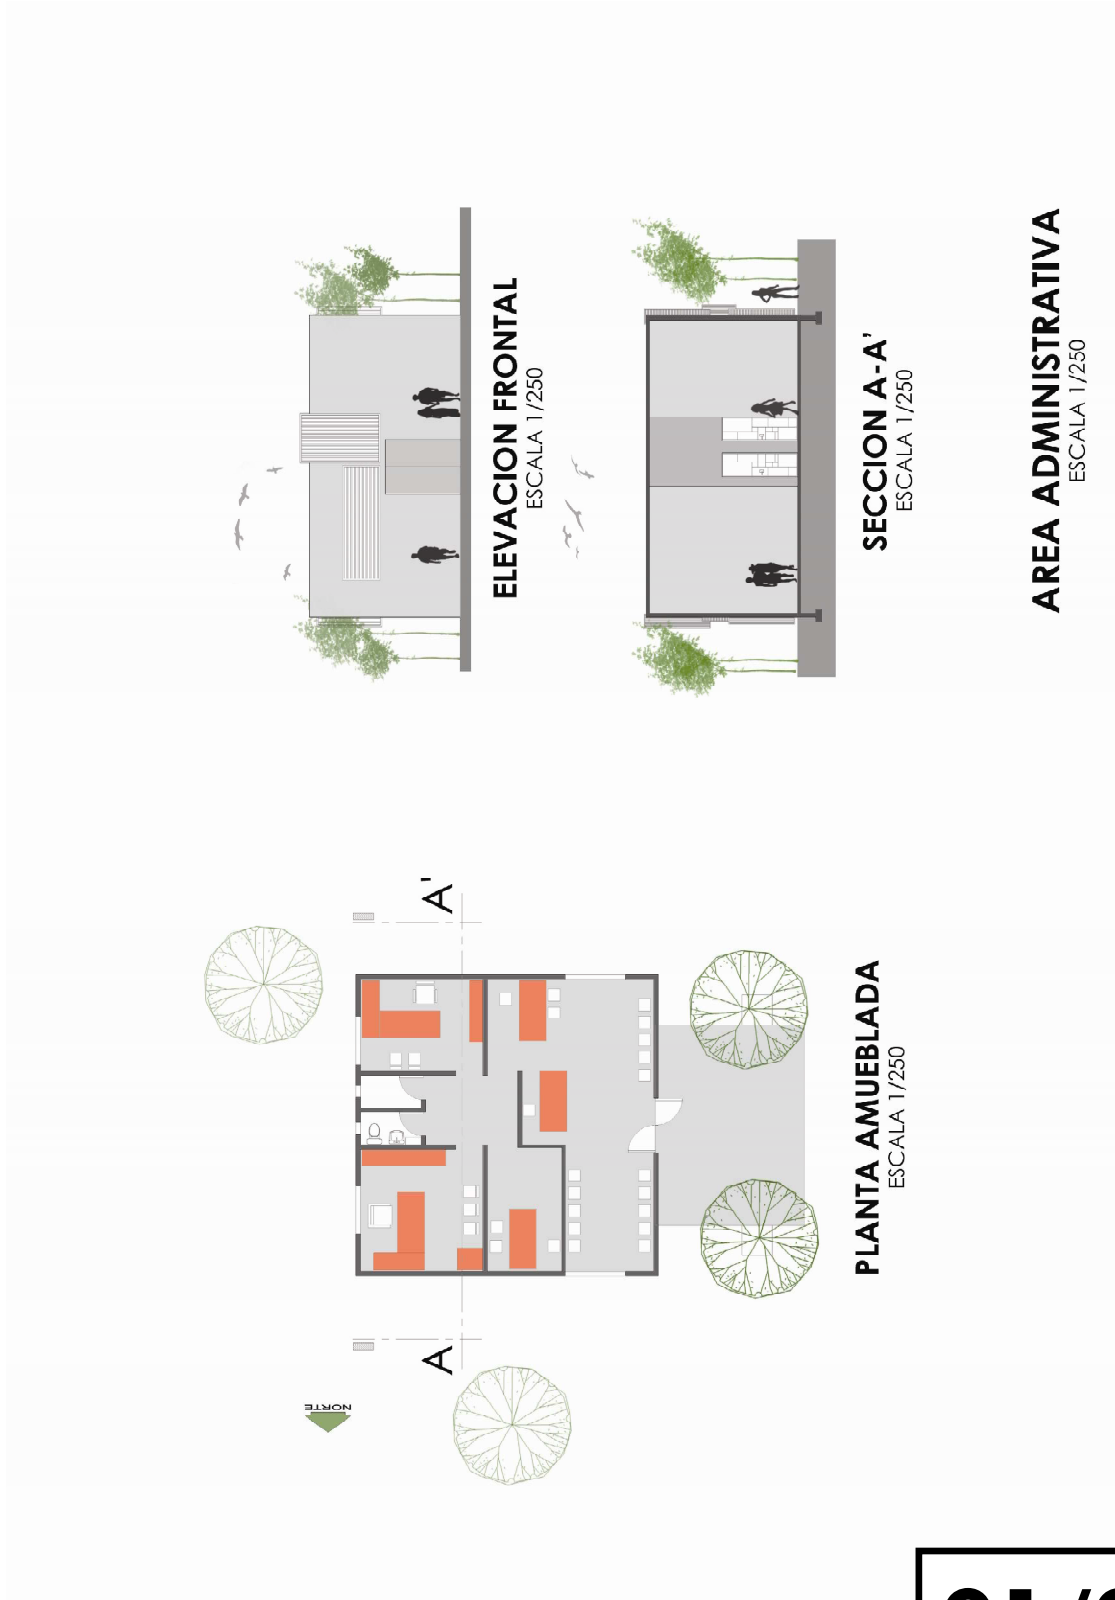 ELEVACION FRONTAL
ESCALA 1/250
SECCION A-A'
ESCALA 1/250
AREA ADMINISTRATIVA
ESCALA 1/250
A'
A
NORTE
PLANTA AMUEBLADA
ESCALA 1/250